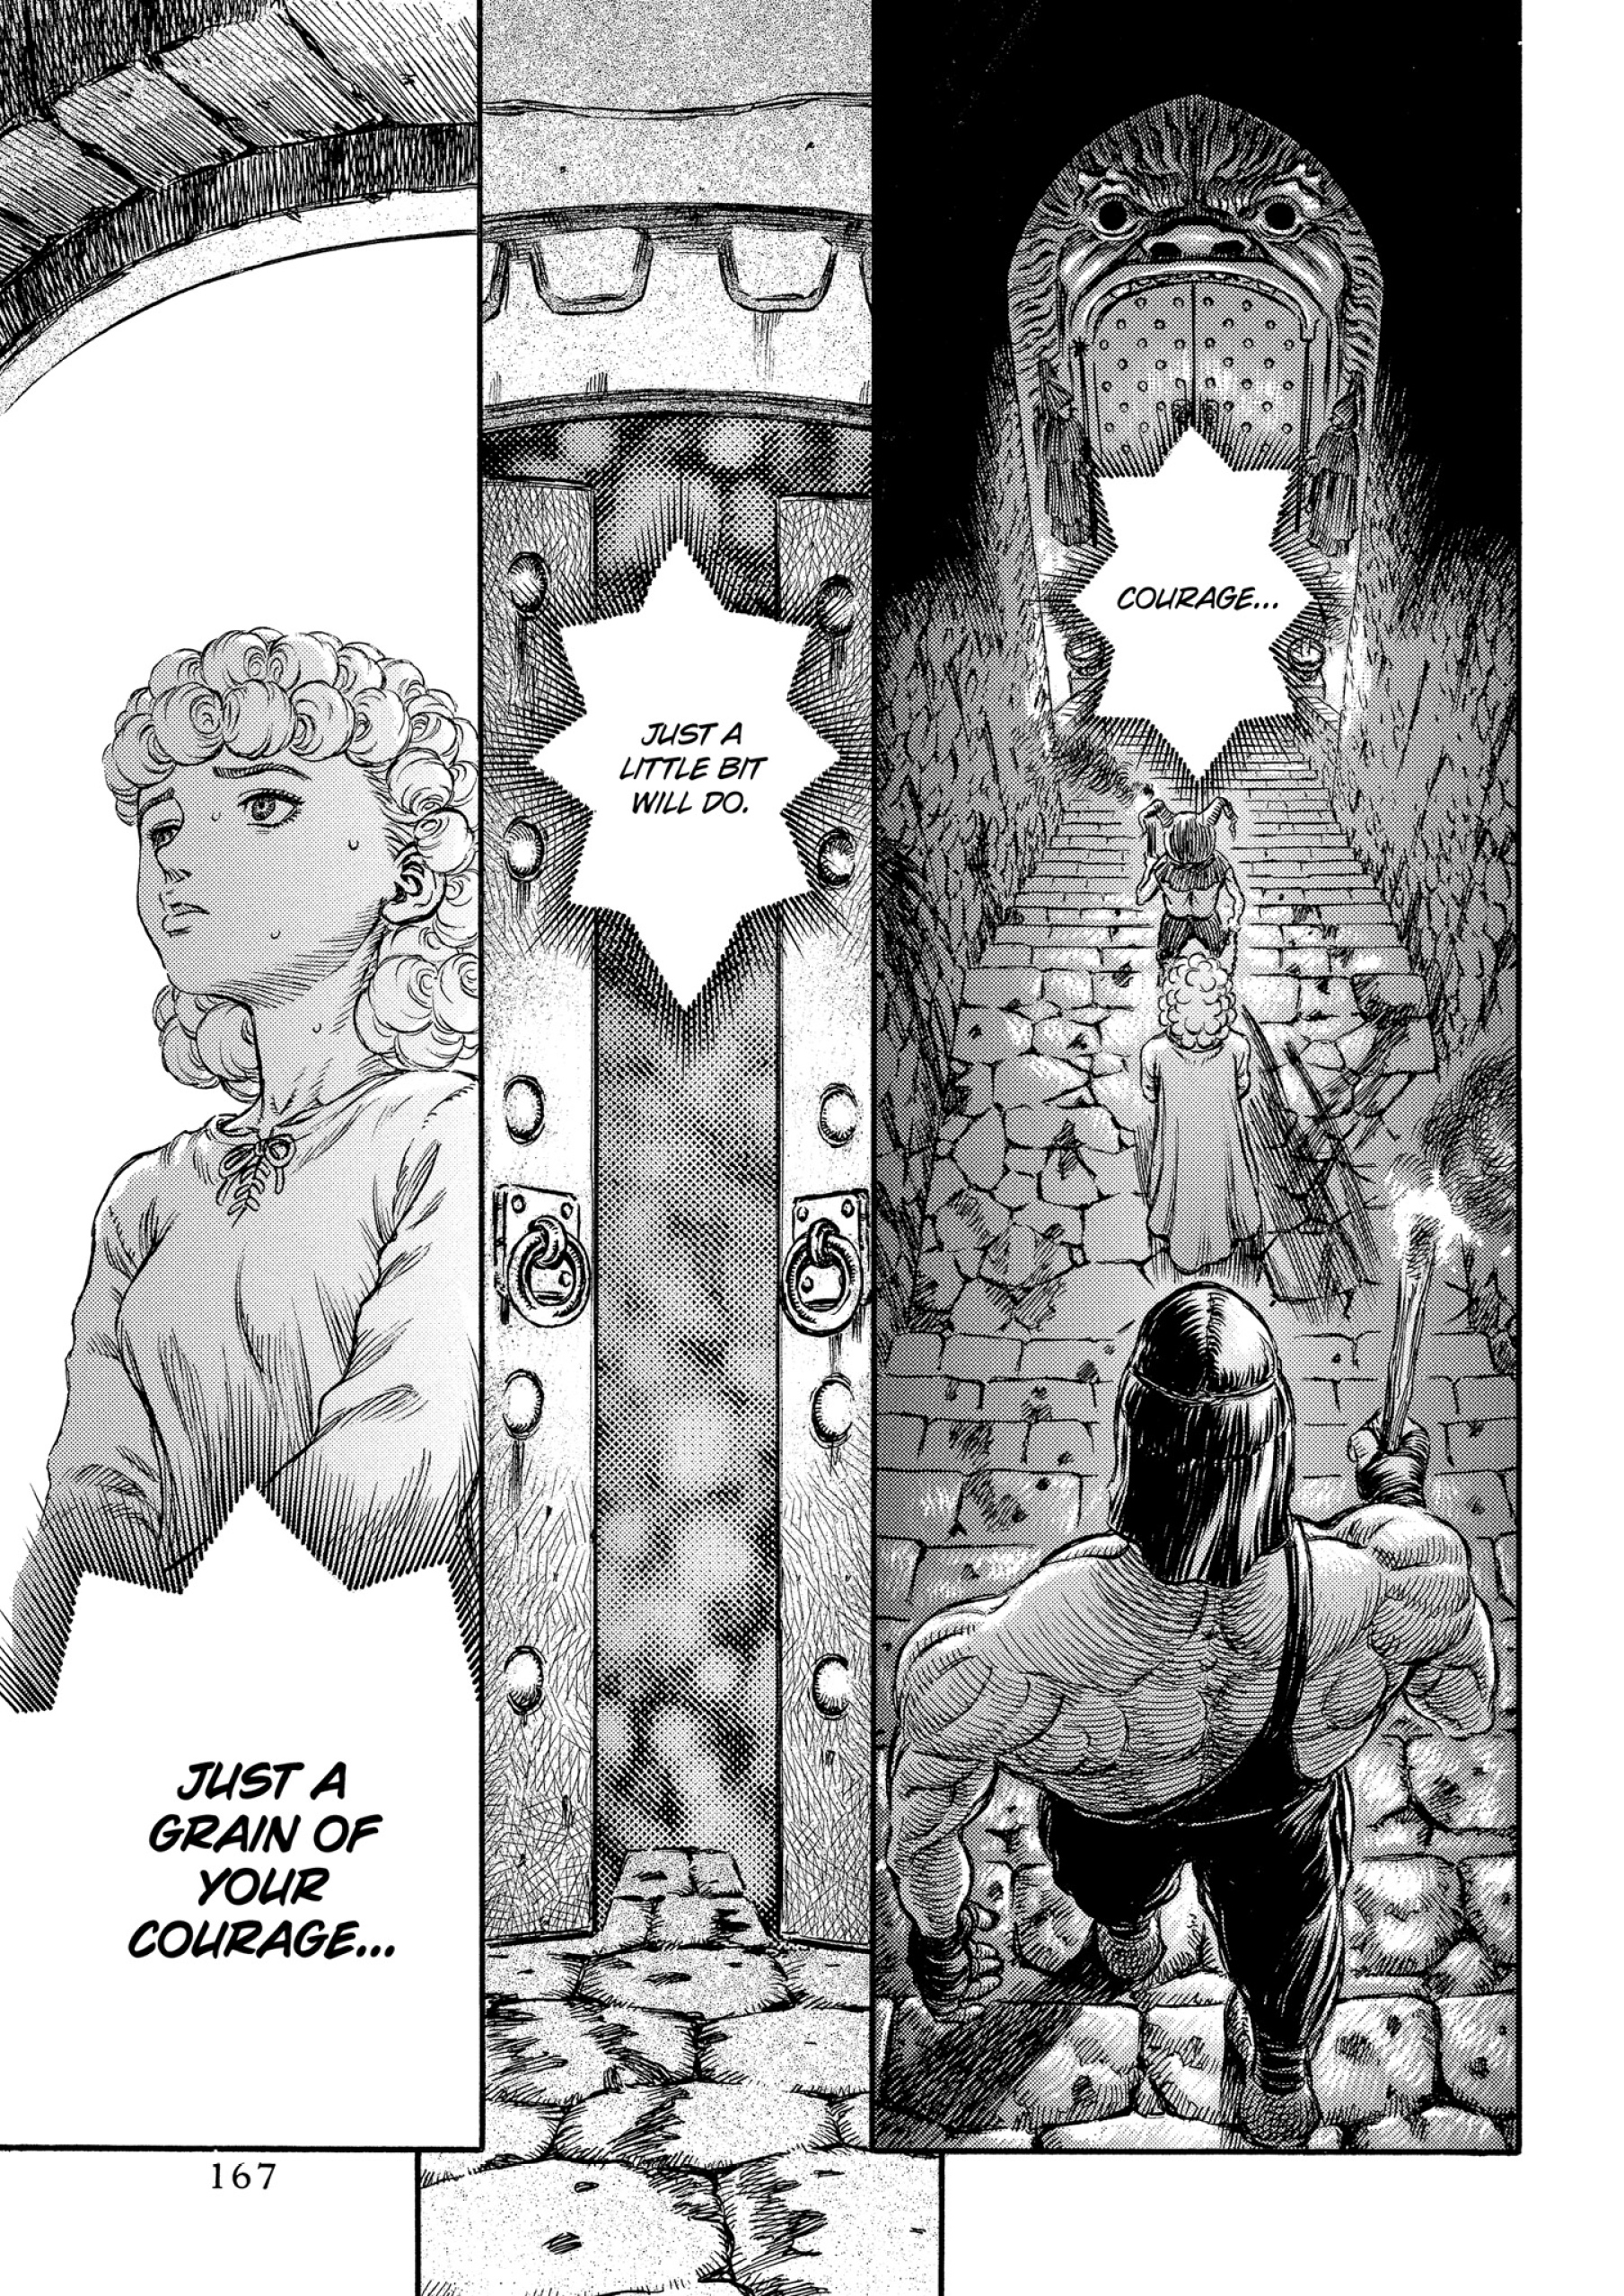 COURAGE...
JUST A
LITTLE BIT
WILL DO.
JUST A
GRAIN OF
YOUR
COURAGE...
167